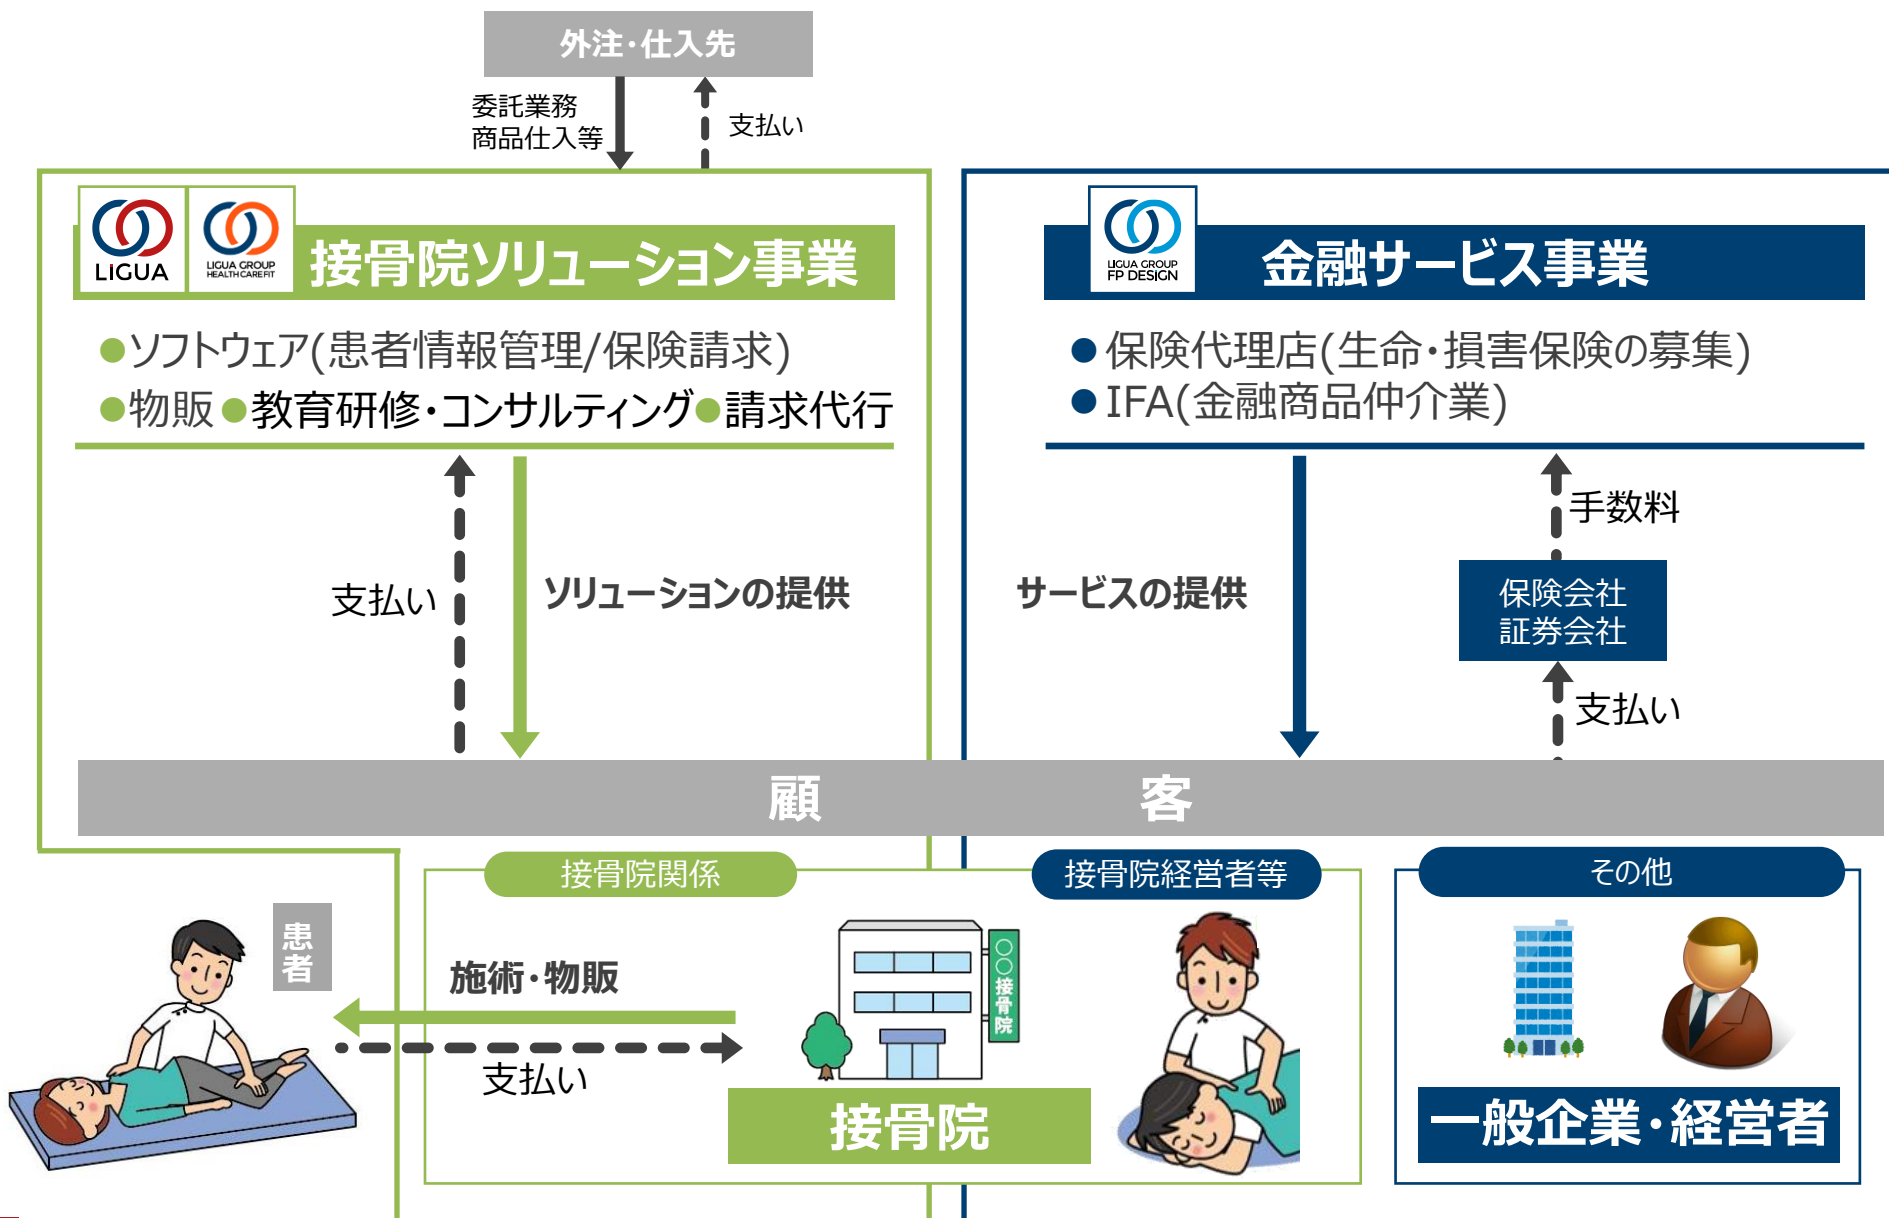 外注・仕入先
委託業務
商品仕入等
支払い
LIGUA
LIGUA GROUP
HEALTHCAREFIT
接骨院ソリューション事業
●ソフトウェア(患者情報管理/保険請求)
●物販●教育研修・コンサルティング●請求代行
支払い
ソリューションの提供
LIGUA GROUP
FP DESIGN
金融サービス事業
●保険代理店(生命・損害保険の募集)
●IFA(金融商品仲介業)
サービスの提供
手数料
保険会社
証券会社
支払い
顧客
接骨院関係
接骨院経営者等
その他
患者
施術・物販
支払い
〇〇接骨院
接骨院
一般企業・経営者